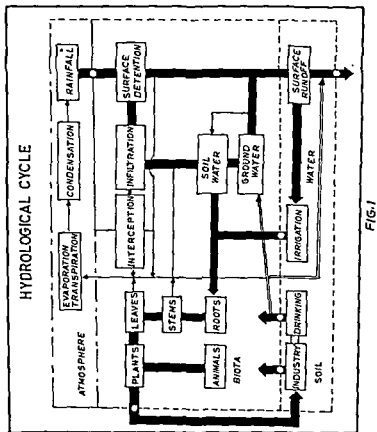 HYDROLOGICAL CYCLE
EVAPORATION
TRANSPIRATION
CONDENSATION
RAINFALL
ATMOSPHERE
PLANTS
LEAVES
INTERCEPTION
INFILTRATION
SURFACE
DETENTION
STEMS
SOIL
WATER
ANIMALS
ROOTS
GROUND
WATER
BIOTA
INDUSTRY
DRINKING
IRRIGATION
SURFACE
RUNOFF
SOIL
WATER
FIG.1